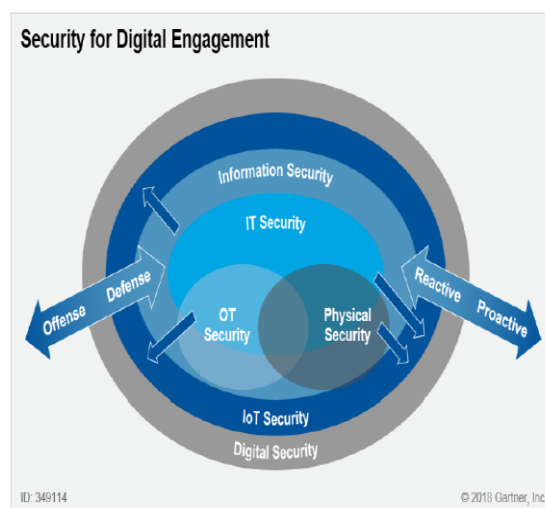 Security for Digital Engagement
Information Security
IT Security
Offense Defense
Reactive Proactive
OT
Security
Physical
Security
IoT Security
Digital Security
ID: 349114
© 2018 Gartner, Inc